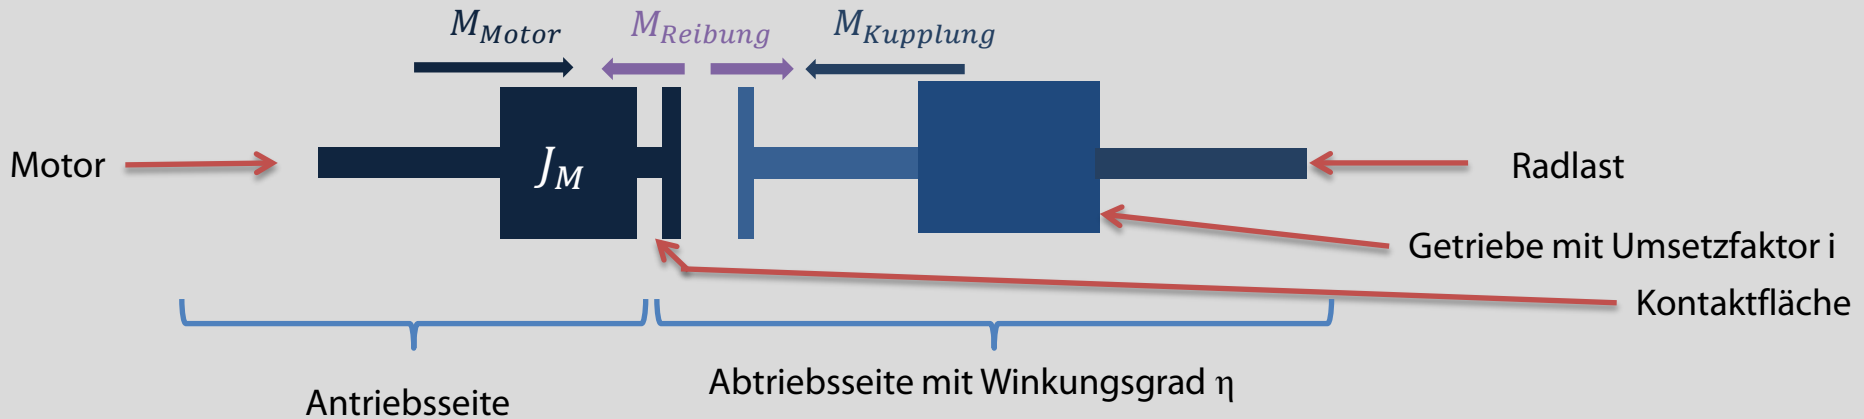 M_Motor M_Reibung M_Kupplung
Motor
J_M
Radlast
Getriebe mit Umsetzfaktor i
Kontaktfläche
Antriebsseite
Abtriebsseite mit Winkungsgrad η